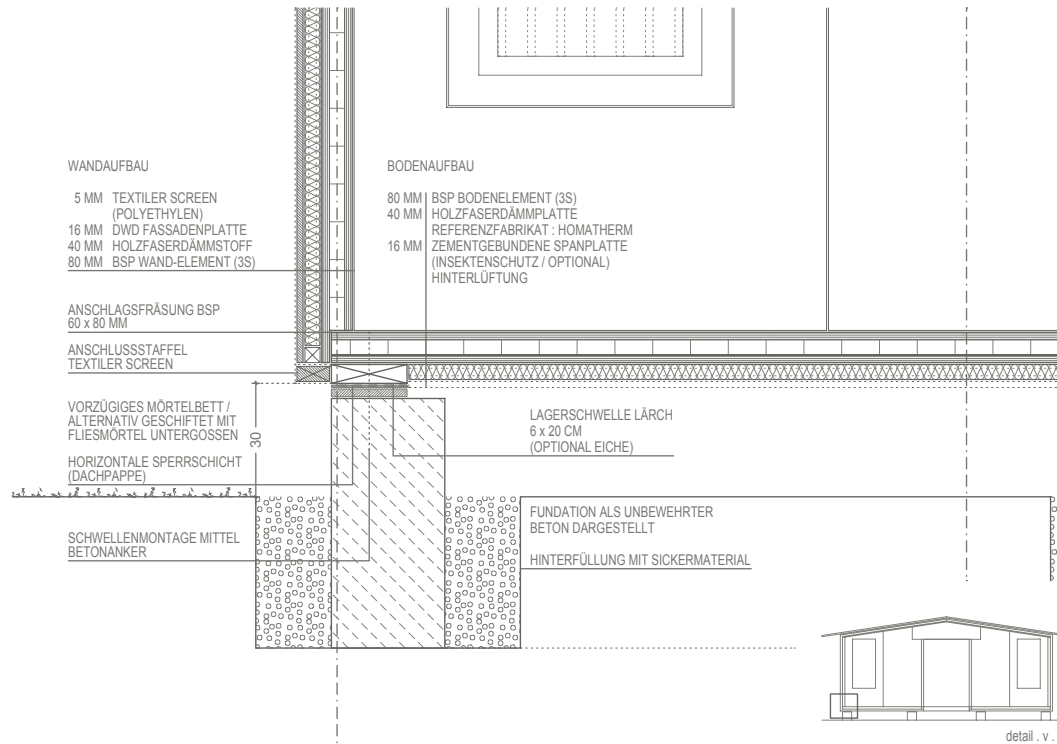 WANDAUFBAU
5 MM TEXTILER SCREEN
(POLYETHYLEN)
16 MM DWD FASSADENPLATTE
40 MM HOLZFASERDÄMMSTOFF
80 MM BSP WAND-ELEMENT (3S)
ANSCHLAGSFRÄSUNG BSP
60 x 80 MM
ANSCHLUSSSTAFFEL
TEXTILER SCREEN
VORZÜGIGES MÖRTELBETT /
ALTERNATIV GESCHIFTET MIT
FLIESMÖRTEL UNTERGOSSEN
30
HORIZONTALE SPERRSCHICHT
(DACHPAPPE)
SCHWELLENMONTAGE MITTEL
BETONANKER
BODENAUFBAU
80 MM BSP BODENELEMENT (3S)
40 MM HOLZFASERDÄMMPLATTE
REFERENZFABRIKAT : HOMATHERM
16 MM ZEMENTGEBUNDENE SPANPLATTE
(INSEKTENSCHUTZ / OPTIONAL)
HINTERLÜFTUNG
LAGERSCHWELLE LÄRCH
6 x 20 CM
(OPTIONAL EICHE)
FUNDATION ALS UNBEWEHRTER
BETON DARGESTELLT
HINTERFÜLLUNG MIT SICKERMATERIAL
detail . v .